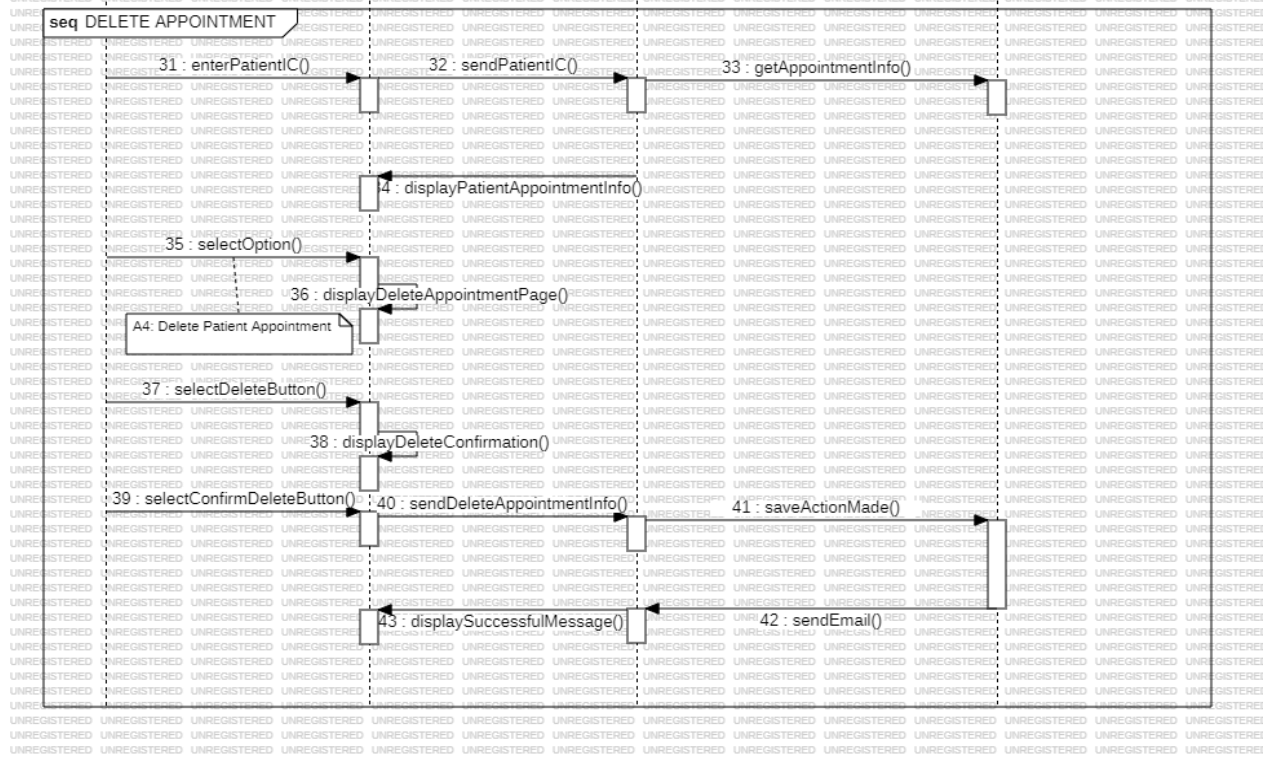 seq DELETE APPOINTMENT
31 : enterPatientIC()
32 : sendPatientIC()
33 : getAppointmentInfo()
4 : displayPatientAppointmentInfo()
35 : selectOption()
36 : displayDeleteAppointmentPage()
A4: Delete Patient Appointment
37 : selectDeleteButton()
38 : displayDeleteConfirmation()
39 : selectConfirmDeleteButton()
40 : sendDeleteAppointmentInfo()
41 : saveActionMade()
42 : sendEmail()
43 : displaySuccessfulMessage()
UNREGISTERED